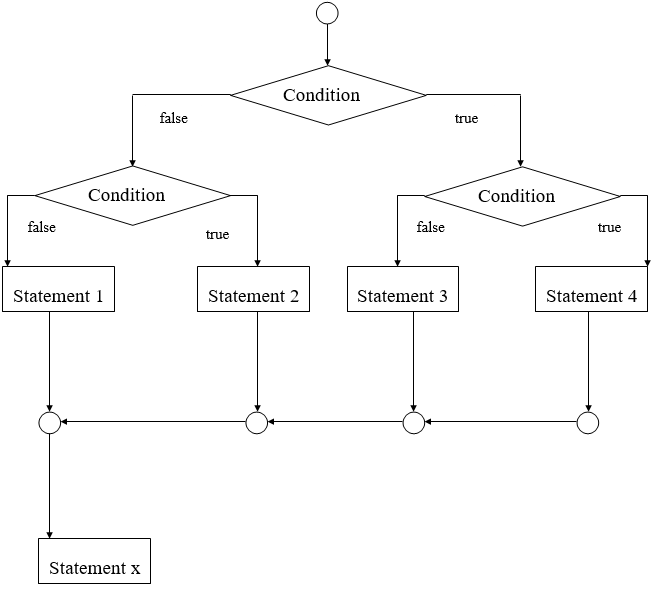 Condition
false
true
Condition
Condition
false
true
false
true
Statement 1
Statement 2
Statement 3
Statement 4
Statement x